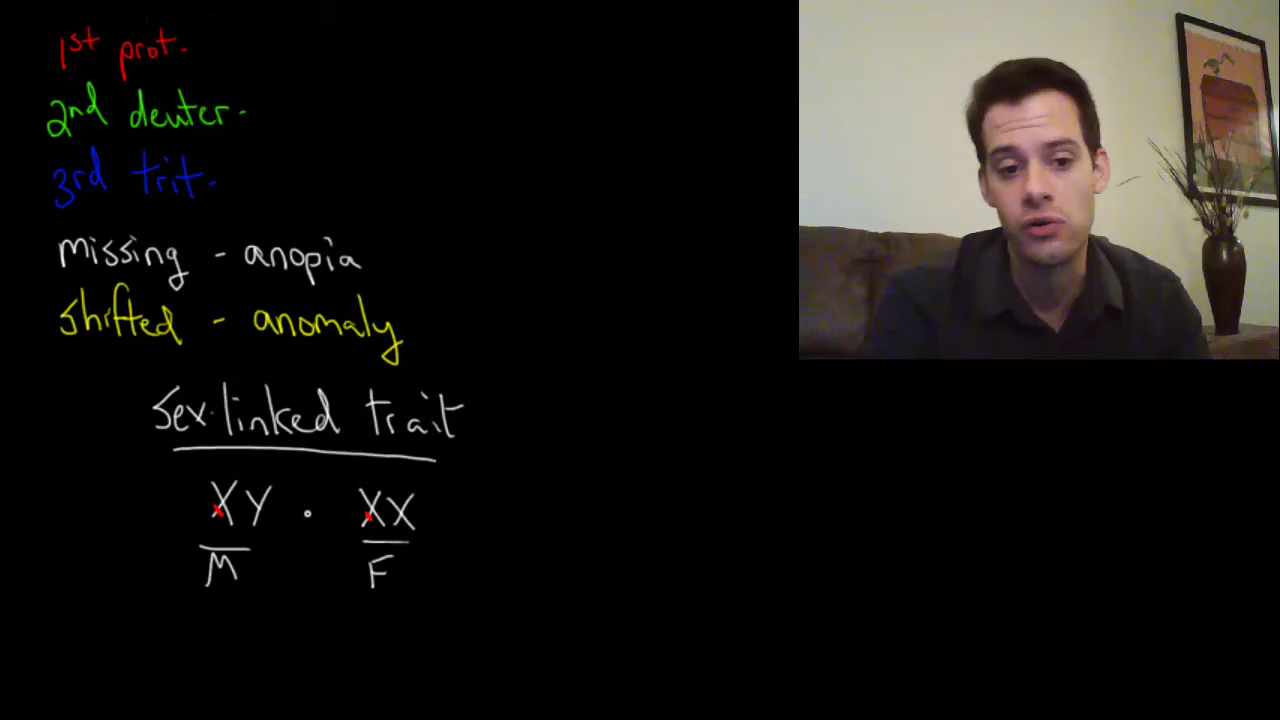 1st prot.
2nd deuter.
3rd trit.
missing - anopia
shifted - anomaly
sex-linked trait
XY . XX
M F